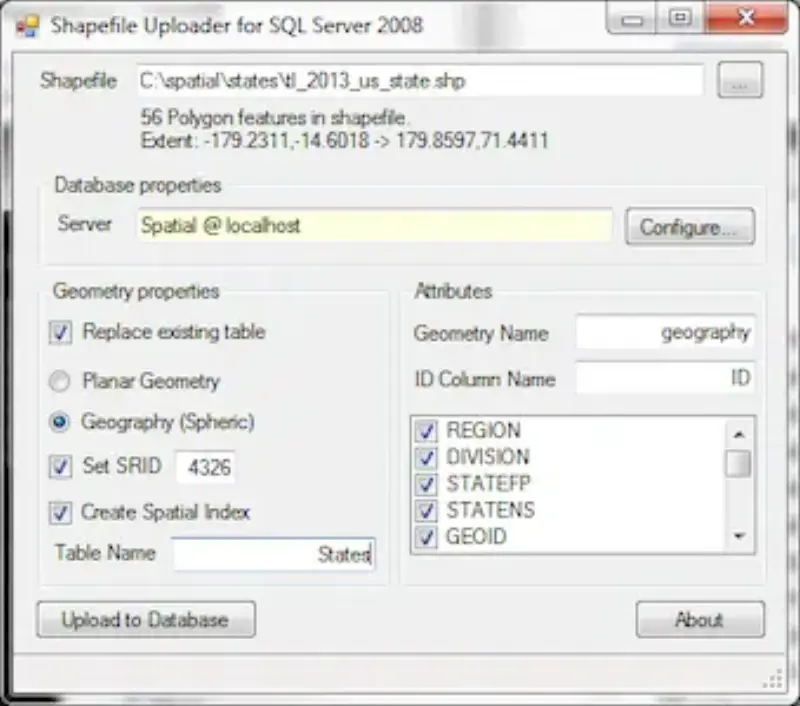 Shapefile Uploader for SQL Server 2008
Shapefile C:\spatial\states\tl_2013_us_state.shp ...
56 Polygon features in shapefile.
Extent: -179.2311,-14.6018 -> 179.8597,71.4411
Database properties
Server Spatial @ localhost Configure...
Geometry properties
Replace existing table
Planar Geometry
Geography (Spheric)
Set SRID 4326
Create Spatial Index
Table Name States
Attributes
Geometry Name geography
ID Column Name ID
REGION
DIVISION
STATEFP
STATENS
GEOID
Upload to Database
About